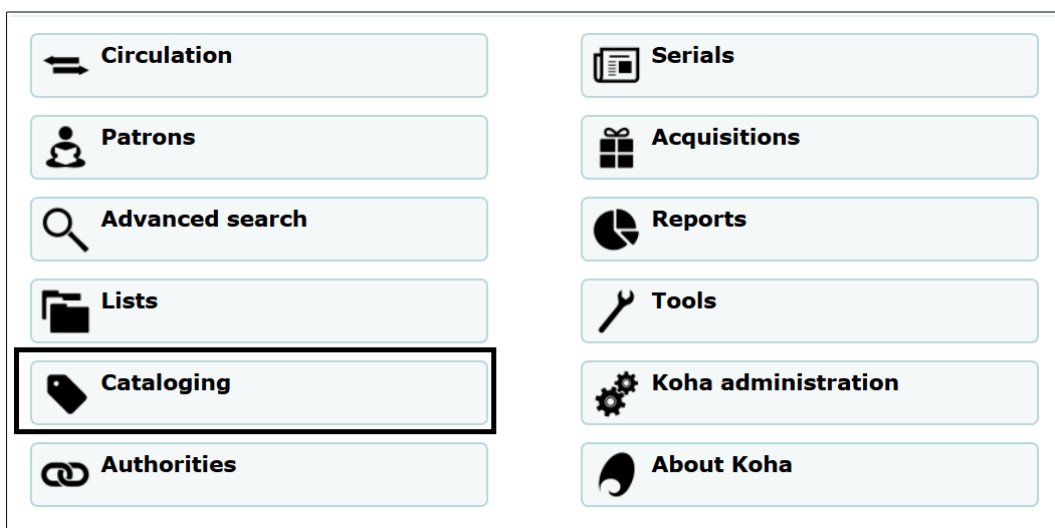 Circulation
Serials
Patrons
Acquisitions
Advanced search
Reports
Lists
Tools
Cataloging
Koha administration
Authorities
About Koha